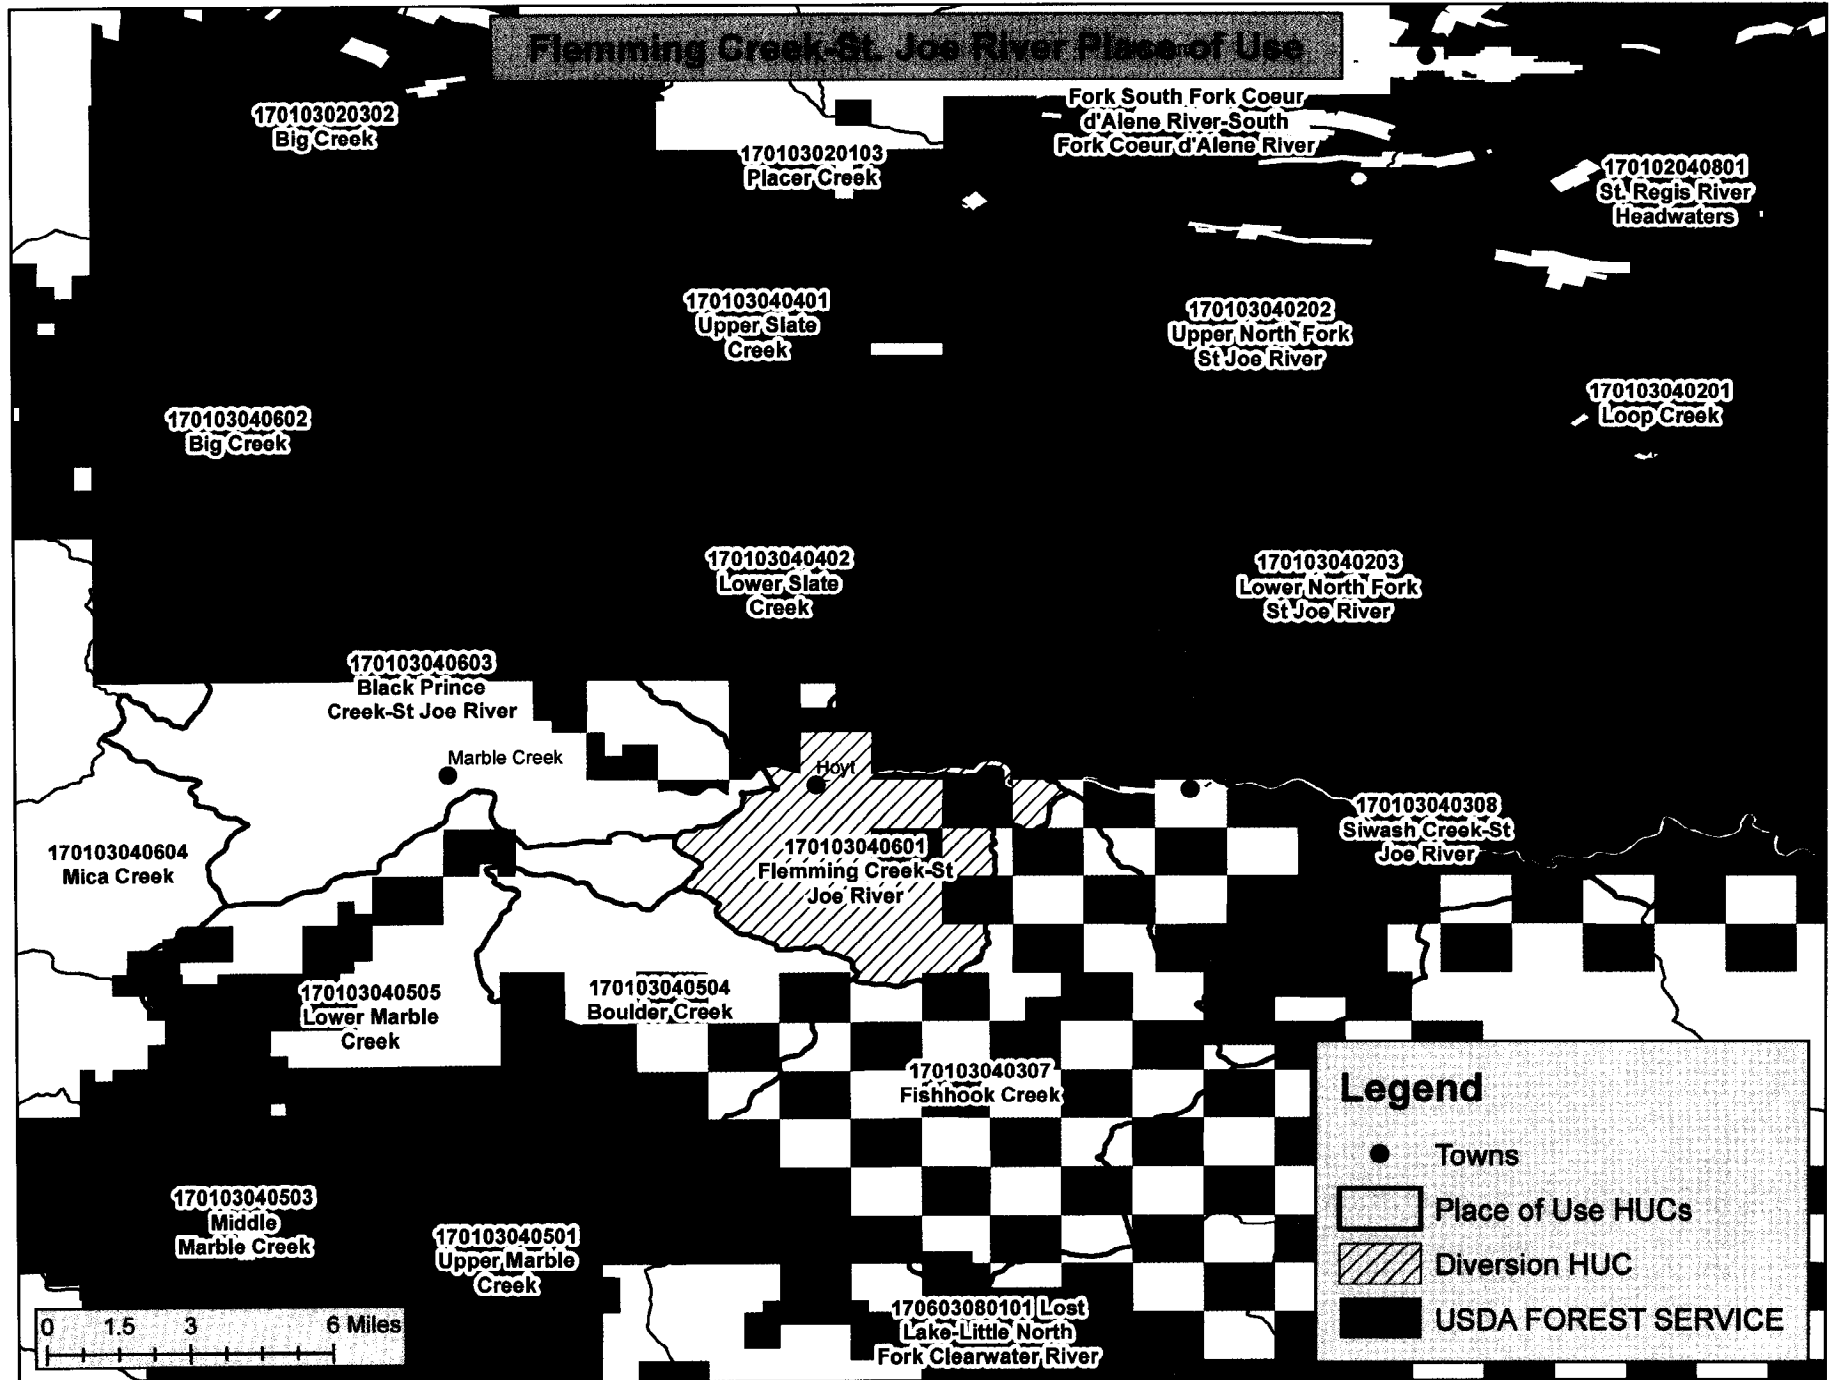 Flemming Creek-St. Joe River Place of Use
170103020302
Big Creek
170103020103
Placer Creek
Fork South Fork Coeur
d'Alene River-South
Fork Coeur d'Alene River
170102040801
St. Regis River
Headwaters
170103040401
Upper Slate
Creek
170103040202
Upper North Fork
St Joe River
170103040201
Loop Creek
170103040602
Big Creek
170103040402
Lower Slate
Creek
170103040203
Lower North Fork
St Joe River
170103040603
Black Prince
Creek-St Joe River
Marble Creek
Hoyt
170103040308
Siwash Creek-St
Joe River
170103040604
Mica Creek
170103040601
Flemming Creek-St
Joe River
170103040505
Lower Marble
Creek
170103040504
Boulder Creek
170103040307
Fishhook Creek
170103040503
Middle
Marble Creek
170103040501
Upper Marble
Creek
170603080101 Lost
Lake-Little North
Fork Clearwater River
Legend
Towns
Place of Use HUCs
Diversion HUC
USDA FOREST SERVICE
0 1.5 3 6 Miles